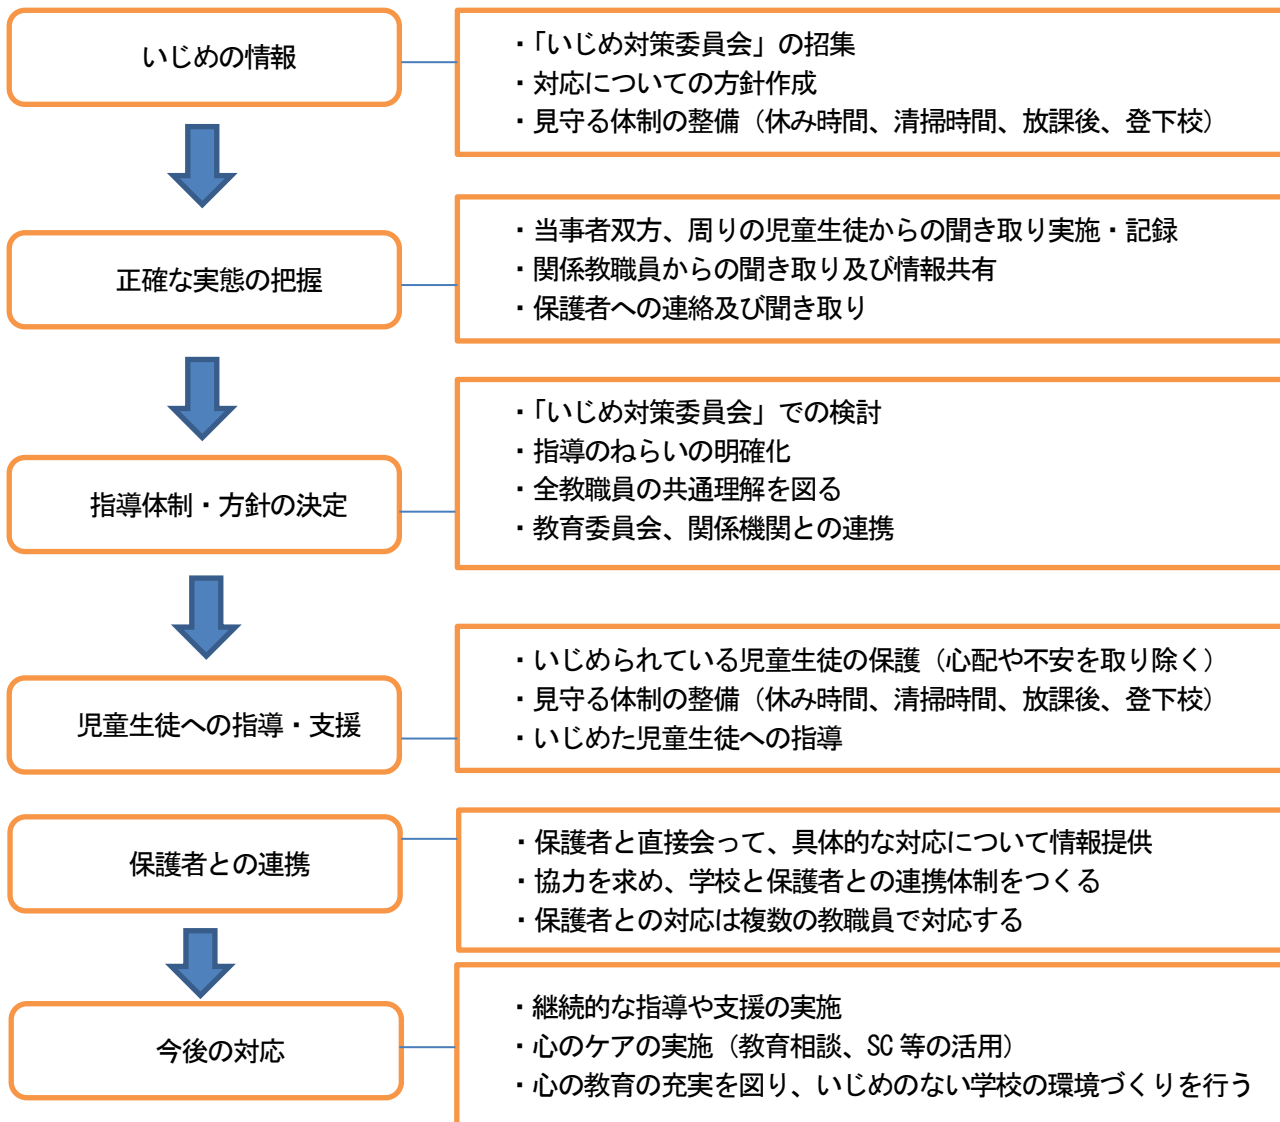 いじめの情報
・「いじめ対策委員会」の招集
・対応についての方針作成
・見守る体制の整備（休み時間、清掃時間、放課後、登下校）
正確な実態の把握
・当事者双方、周りの児童生徒からの聞き取り実施・記録
・関係教職員からの聞き取り及び情報共有
・保護者への連絡及び聞き取り
指導体制・方針の決定
・「いじめ対策委員会」での検討
・指導のねらいの明確化
・全教職員の共通理解を図る
・教育委員会、関係機関との連携
児童生徒への指導・支援
・いじめられている児童生徒の保護（心配や不安を取り除く）
・見守る体制の整備（休み時間、清掃時間、放課後、登下校）
・いじめた児童生徒への指導
保護者との連携
・保護者と直接会って、具体的な対応について情報提供
・協力を求め、学校と保護者との連携体制をつくる
・保護者との対応は複数の教職員で対応する
今後の対応
・継続的な指導や支援の実施
・心のケアの実施（教育相談、SC 等の活用）
・心の教育の充実を図り、いじめのない学校の環境づくりを行う